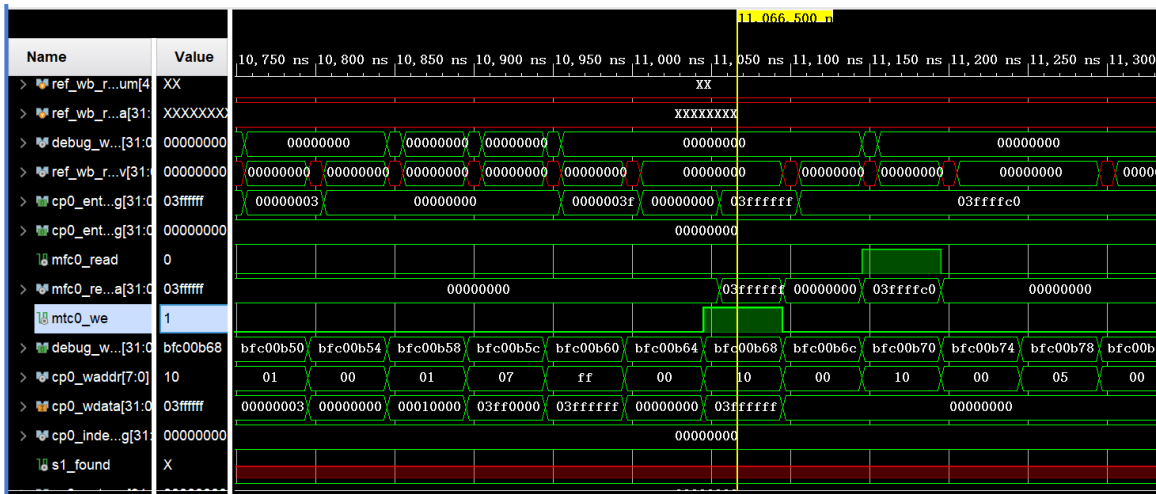 11,066.500 n
Name Value 10,750 ns 10,800 ns 10,850 ns 10,900 ns 10,950 ns 11,000 ns 11,050 ns 11,100 ns 11,150 ns 11,200 ns 11,250 ns 11,300
ref_wb_r...um[4 XX XX
ref_wb_r...a[31: XXXXXXXX XXXXXXXX
debug_w...[31:0 00000000 00000000 00000000 00000000 00000000 00000000
ref_wb_r...v[31: 00000000 00000000 00000000 00000000 00000000 00000000 00000000 00000000 00000000 00000000 0000
cp0_ent...g[31:0 03ffffff 00000003 00000000 0000003f 00000000 03ffffff 03ffffc0
cp0_ent...g[31:0 00000000 00000000
mfc0_read 0
mfc0_re...a[31:0 03ffffff 00000000 03ffffff 00000000 03ffffc0 00000000
mtc0_we 1
debug_w...[31:0 bfc00b68 bfc00b50 bfc00b54 bfc00b58 bfc00b5c bfc00b60 bfc00b64 bfc00b68 bfc00b6c bfc00b70 bfc00b74 bfc00b78 bfc00b
cp0_waddr[7:0] 10 01 00 01 07 ff 00 10 00 10 00 05 00
cp0_wdata[31:0 03ffffff 00000003 00000000 00010000 03ff0000 03ffffff 00000000 03ffffff 00000000
cp0_inde...g[31: 00000000 00000000
s1_found X